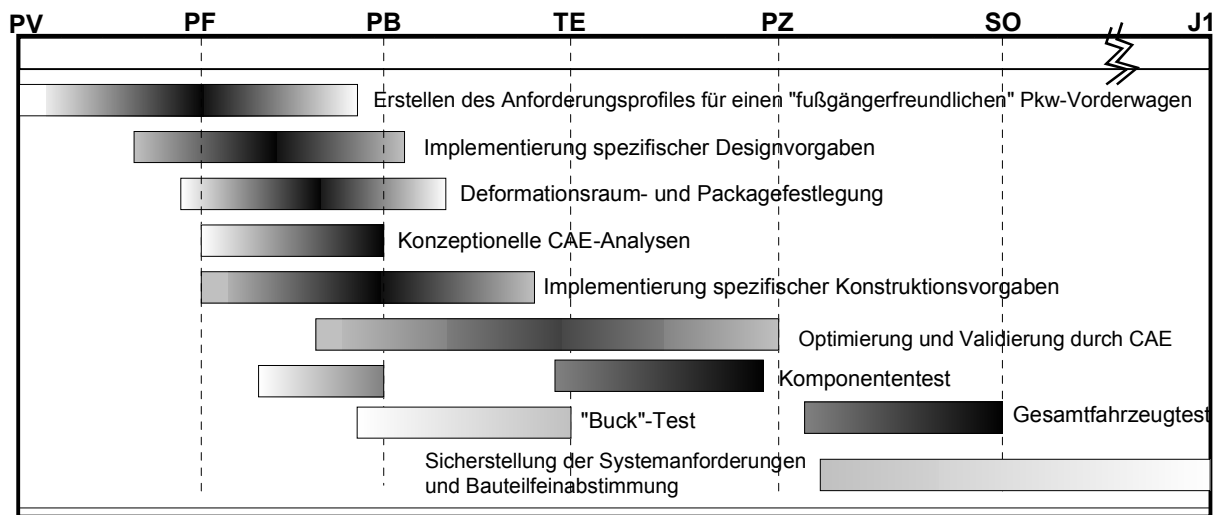 PV PF PB TE PZ SO J1
Erstellen des Anforderungsprofiles für einen "fußgängerfreundlichen" Pkw-Vorderwagen
Implementierung spezifischer Designvorgaben
Deformationsraum- und Packagefestlegung
Konzeptionelle CAE-Analysen
Implementierung spezifischer Konstruktionsvorgaben
Optimierung und Validierung durch CAE
Komponententest
"Buck"-Test
Gesamtfahrzeugtest
Sicherstellung der Systemanforderungen
und Bauteilfeinabstimmung